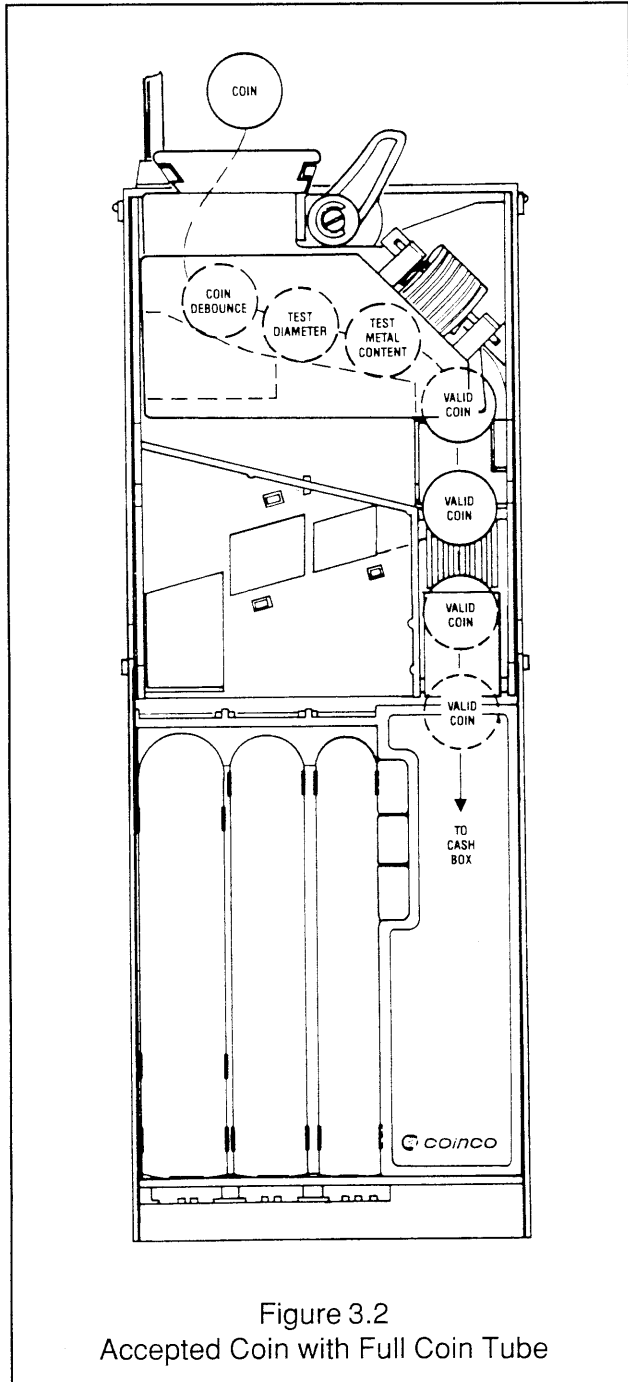 COIN
COIN
DEBOUNCE
TEST
DIAMETER
TEST
METAL
CONTENT
VALID
COIN
VALID
COIN
VALID
COIN
VALID
COIN
TO
CASH
BOX
coinco
Figure 3.2
Accepted Coin with Full Coin Tube